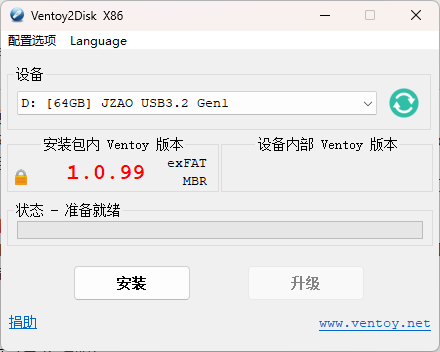 Ventoy2Disk X86
配置选项 Language
设备
D: [64GB] JZAO USB3.2 Gen1
安装包内 Ventoy 版本
设备内部 Ventoy 版本
1.0.99
exFAT
MBR
状态 - 准备就绪
安装
升级
捐助
www.ventoy.net